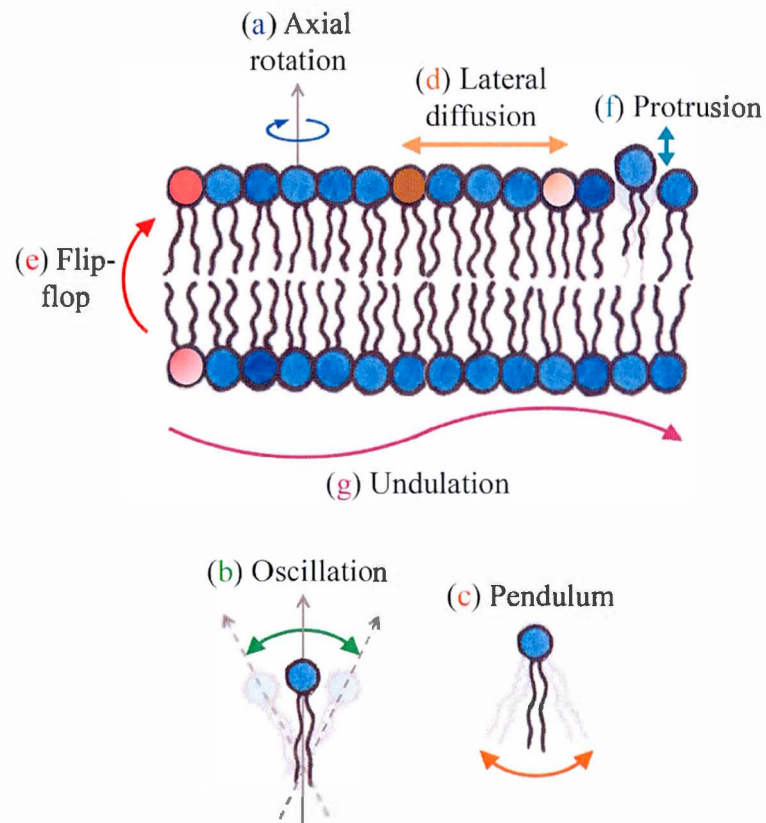 (a) Axial
rotation
(d) Lateral
diffusion
(f) Protrusion
(e) Flip-
flop
(g) Undulation
(b) Oscillation
(c) Pendulum